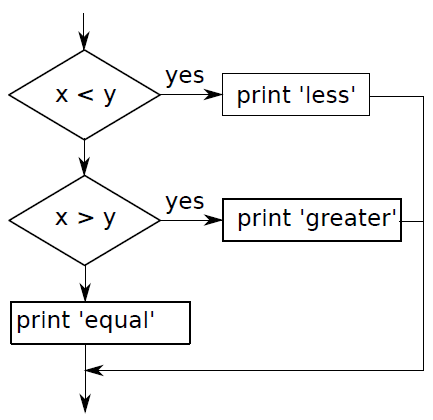 yes
x < y
print 'less'
yes
x > y
print 'greater'
print 'equal'